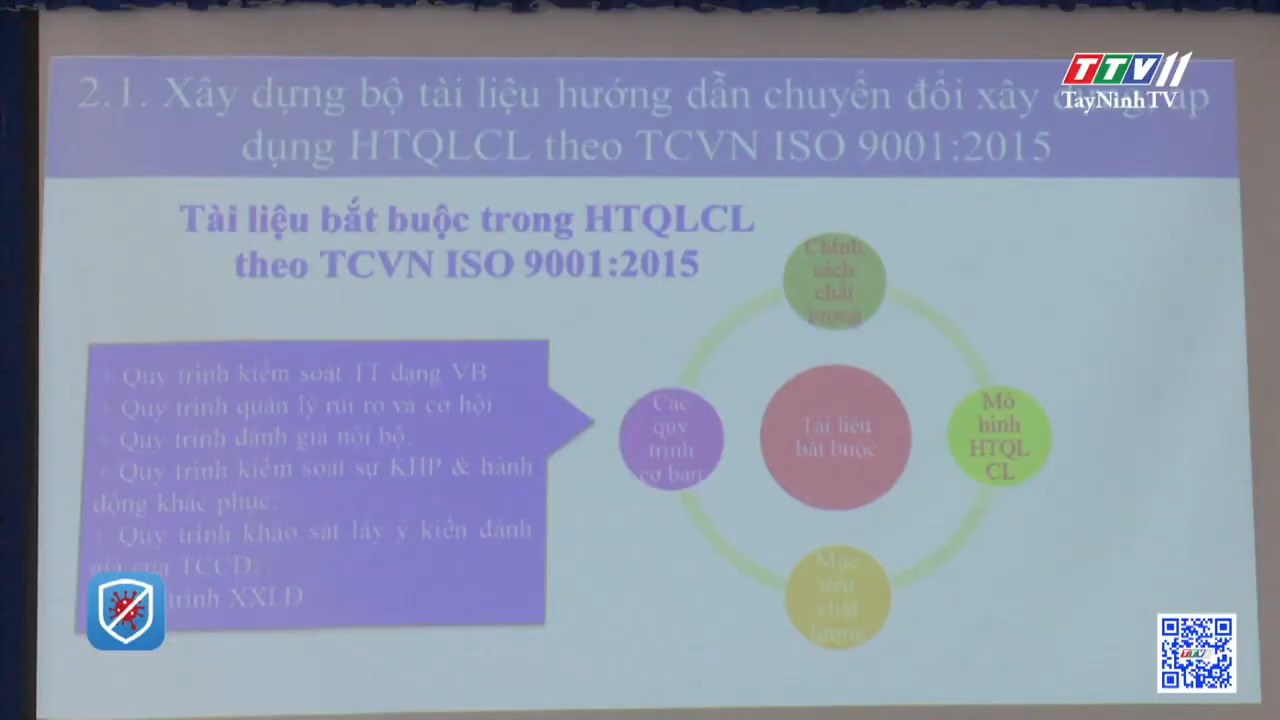 TTV11
TayNinhTV
2.1. Xây dựng bộ tài liệu hướng dẫn chuyển đổi xây
dụng HTQLCL theo TCVN ISO 9001:2015
Tài liệu bắt buộc trong HTQLCL
theo TCVN ISO 9001:2015
+ Quy trình kiểm soát TT dạng VB
+ Quy trình quản lý rủi ro và cơ hội
+ Quy trình đánh giá nội bộ.
+ Quy trình kiểm soát sự KHP & hành
động khắc phục.
+ Quy trình khảo sát lấy ý kiến đánh
giá của TCCD.
trình XXLĐ
Chính
sách
chất
lượng
Các
quy
trình
cơ bản
Tài liệu
bắt buộc
Mô
hình
HTQL
CL
Mục
tiêu
chất
lượng
TTV